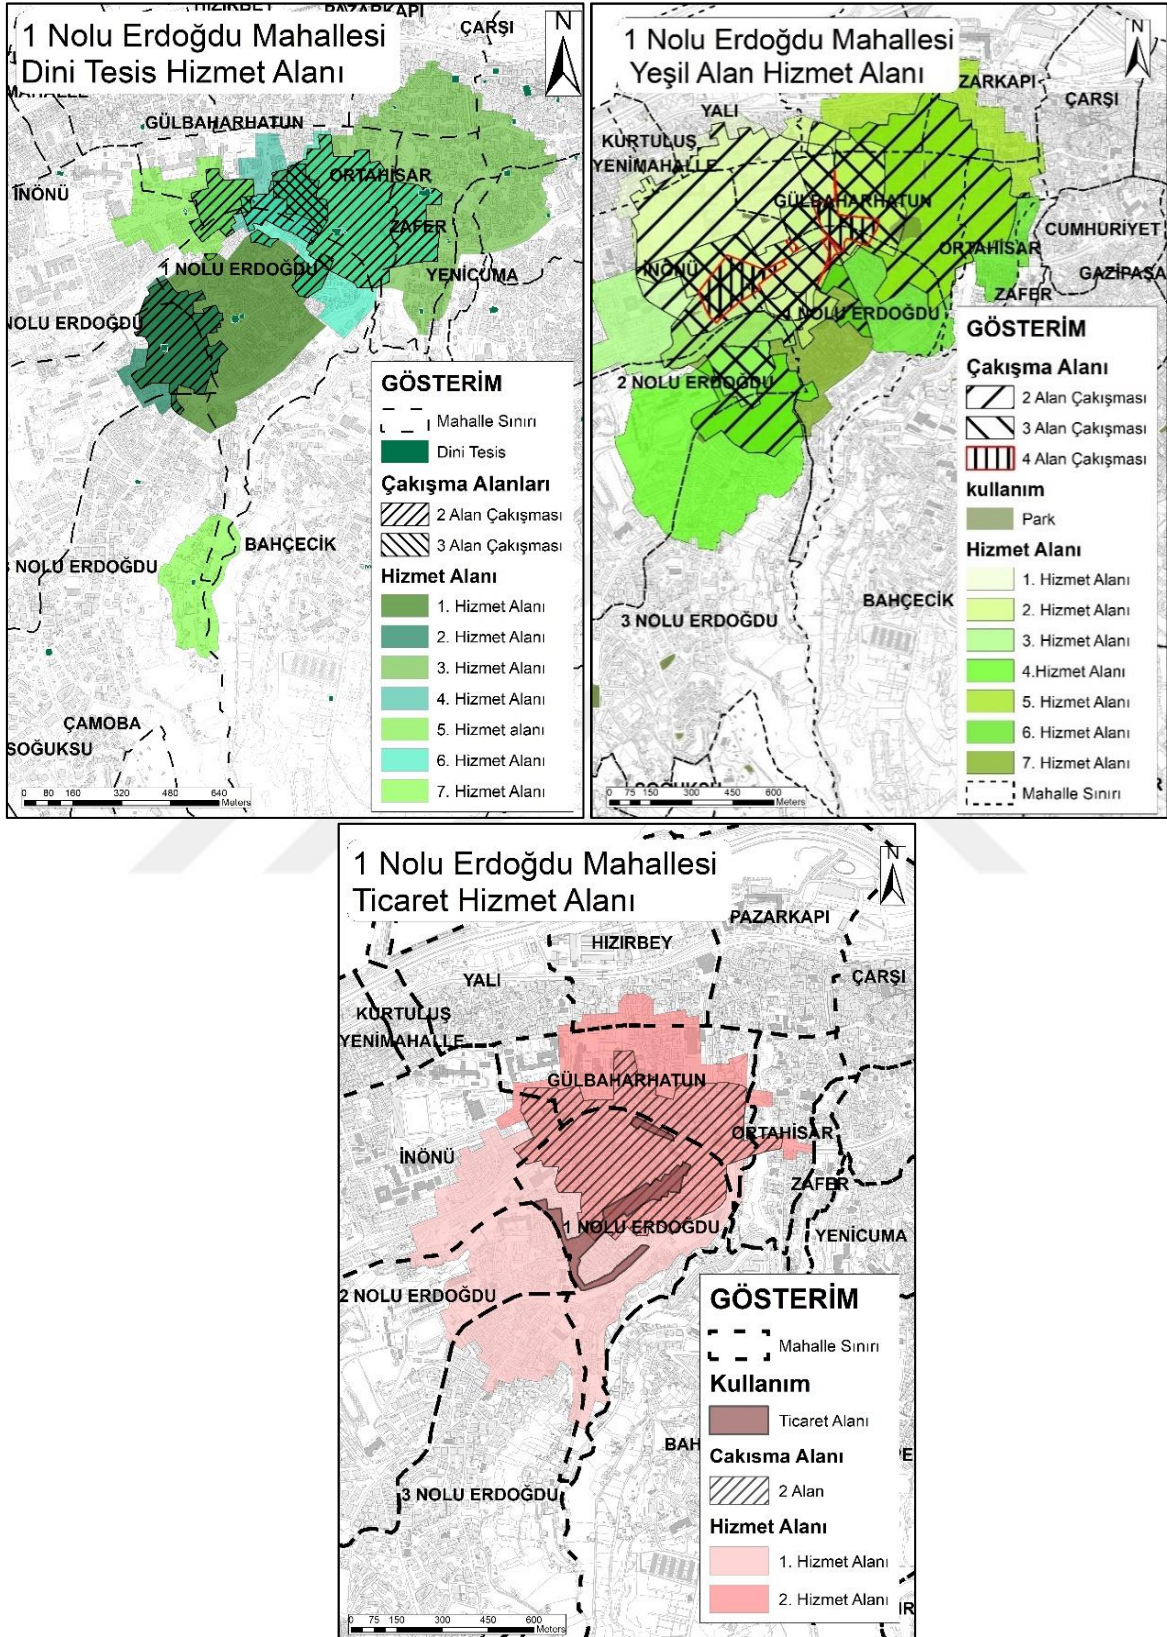 1 Nolu Erdoğdu Mahallesi
Dini Tesis Hizmet Alanı
N
HIZIRBEY
PAZARKAPI
ÇARŞI
MAHALLE
GÜLBAHARHATUN
İNÖNÜ
ORTAHİSAR
ZAFER
1 NOLU ERDOĞDU
YENİCUMA
NOLU ERDOĞDU
BAHÇECİK
3 NOLU ERDOĞDU
ÇAMOBA
SOĞUKSU
0 80 160 320 480 640
Meters
GÖSTERİM
Mahalle Sınırı
Dini Tesis
Çakışma Alanları
2 Alan Çakışması
3 Alan Çakışması
Hizmet Alanı
1. Hizmet Alanı
2. Hizmet Alanı
3. Hizmet Alanı
4. Hizmet Alanı
5. Hizmet alanı
6. Hizmet Alanı
7. Hizmet Alanı
1 Nolu Erdoğdu Mahallesi
Yeşil Alan Hizmet Alanı
N
ZARKAPI
ÇARŞI
YALI
KURTULUŞ
YENİMAHALLE
GÜLBAHARHATUN
CUMHURİYET
ORTAHİSAR
GAZİPAŞA
İNÖNÜ
ZAFER
1 NOLU ERDOĞDU
2 NOLU ERDOĞDU
BAHÇECİK
3 NOLU ERDOĞDU
SOĞUKSU
0 75 150 300 450 600
Meters
GÖSTERİM
Çakışma Alanı
2 Alan Çakışması
3 Alan Çakışması
4 Alan Çakışması
kullanım
Park
Hizmet Alanı
1. Hizmet Alanı
2. Hizmet Alanı
3. Hizmet Alanı
4.Hizmet Alanı
5. Hizmet Alanı
6. Hizmet Alanı
7. Hizmet Alanı
Mahalle Sınırı
1 Nolu Erdoğdu Mahallesi
Ticaret Hizmet Alanı
N
PAZARKAPI
HIZIRBEY
YALI
ÇARŞI
KURTULUŞ
YENİMAHALLE
GÜLBAHARHATUN
ORTAHİSAR
İNÖNÜ
ZAFER
1 NOLU ERDOĞDU
YENİCUMA
2 NOLU ERDOĞDU
BAH
3 NOLU ERDOĞDU
0 75 150 300 450 600
Meters
GÖSTERİM
Mahalle Sınırı
Kullanım
Ticaret Alanı
Cakısma Alanı
2 Alan
Hizmet Alanı
1. Hizmet Alanı
2. Hizmet Alanı